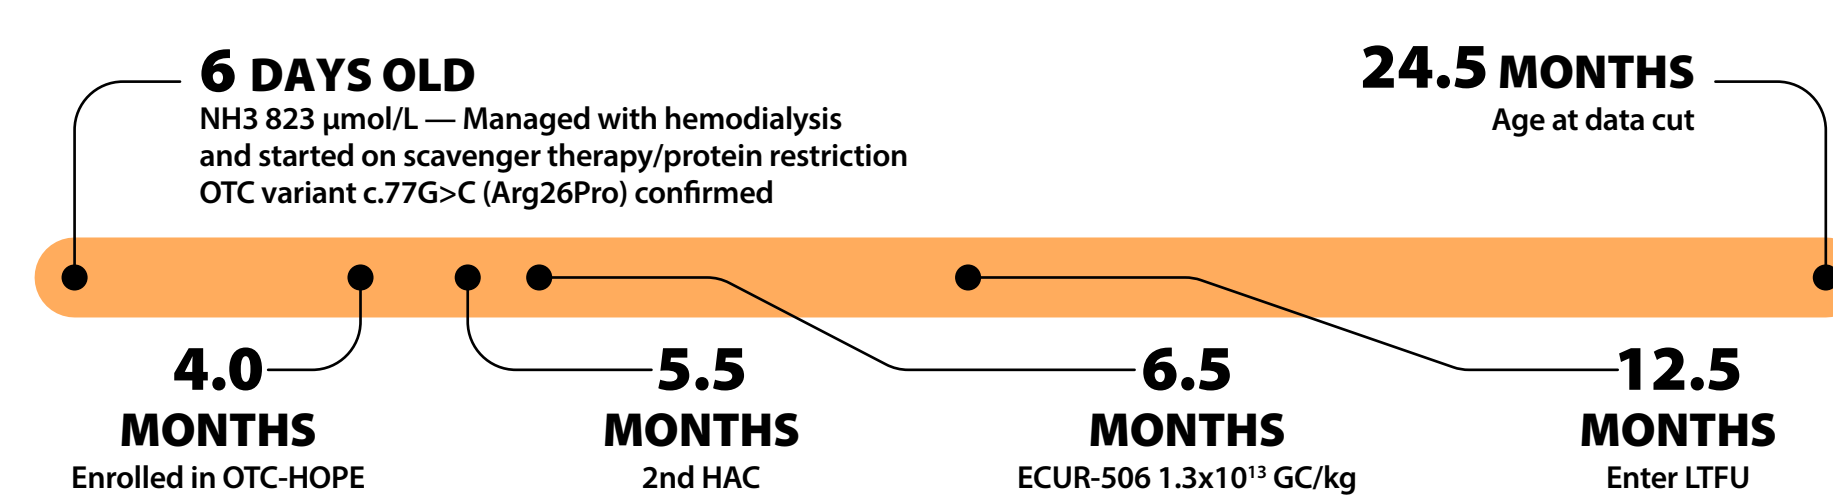 6 DAYS OLD
NH3 823 µmol/L — Managed with hemodialysis
and started on scavenger therapy/protein restriction
OTC variant c.77G>C (Arg26Pro) confirmed
24.5 MONTHS
Age at data cut
4.0
MONTHS
Enrolled in OTC-HOPE
5.5
MONTHS
2nd HAC
6.5
MONTHS
ECUR-506 1.3x10¹³ GC/kg
12.5
MONTHS
Enter LTFU